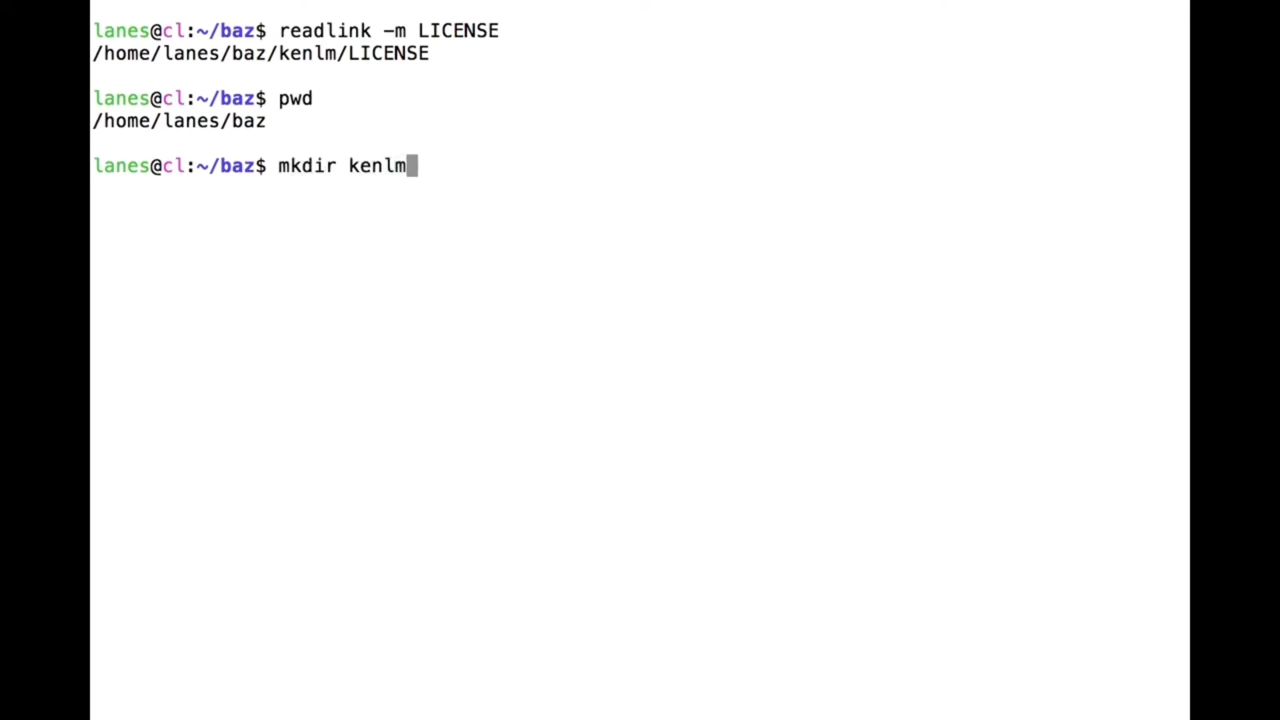 lanes@cl:~/baz$ readlink -m LICENSE
/home/lanes/baz/kenlm/LICENSE
lanes@cl:~/baz$ pwd
/home/lanes/baz
lanes@cl:~/baz$ mkdir kenlm